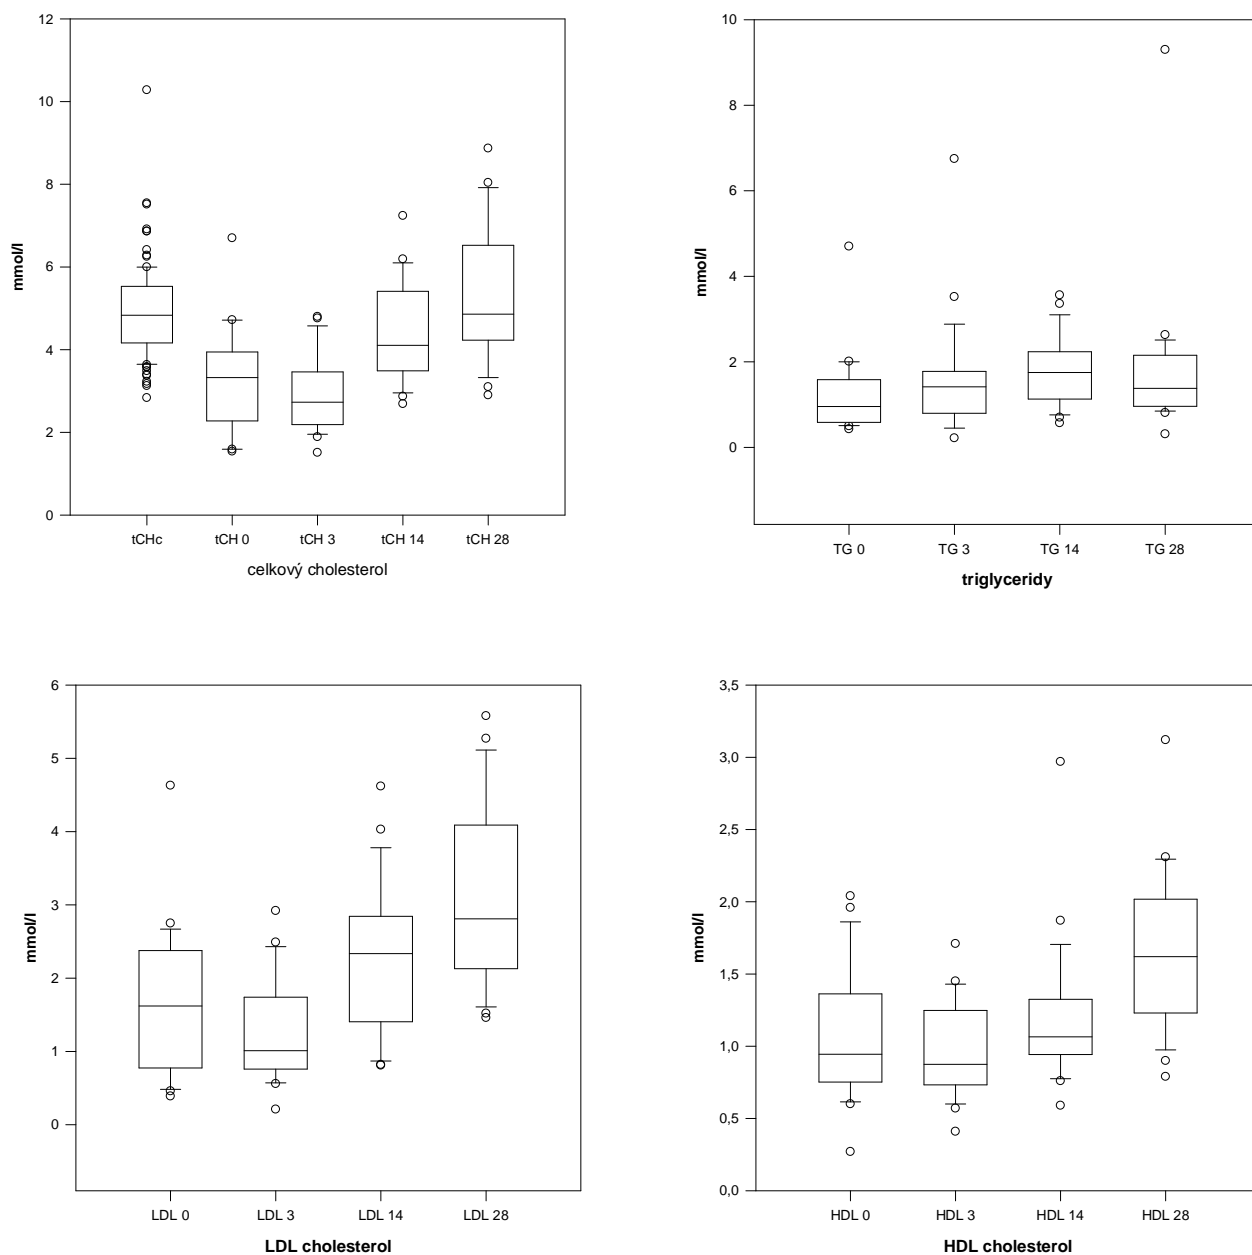 12
10
8
6
4
2
0
mmol/l
tCHc tCH 0 tCH 3 tCH 14 tCH 28
celkový cholesterol
10
8
6
4
2
0
mmol/l
TG 0 TG 3 TG 14 TG 28
triglyceridy
6
5
4
3
2
1
0
mmol/l
LDL 0 LDL 3 LDL 14 LDL 28
LDL cholesterol
3,5
3,0
2,5
2,0
1,5
1,0
0,5
0,0
mmol/l
HDL 0 HDL 3 HDL 14 HDL 28
HDL cholesterol